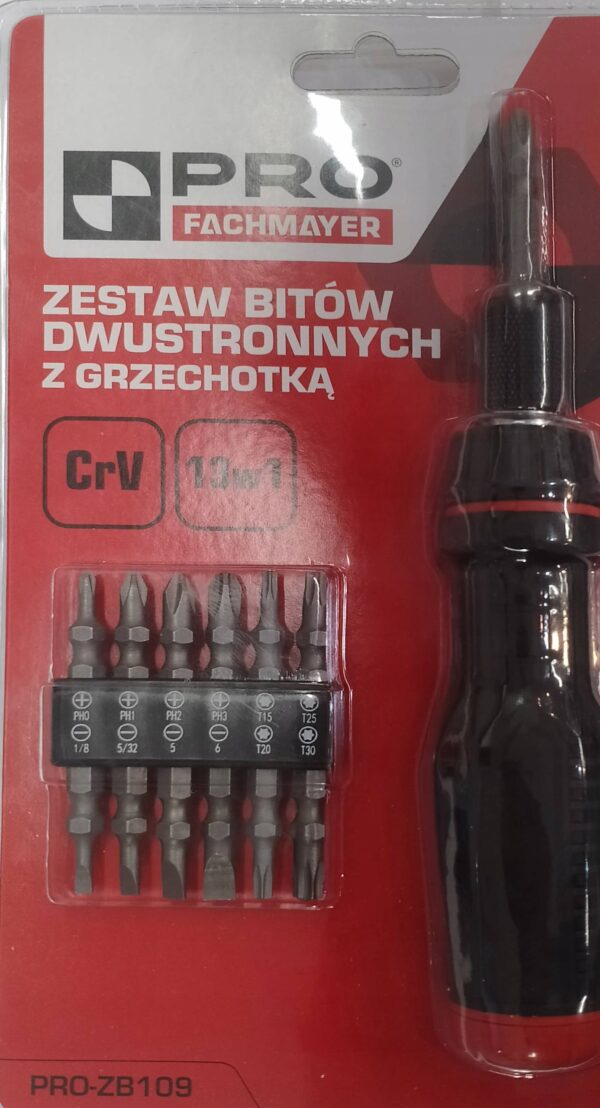 PRO®
FACHMAYER
ZESTAW BITÓW
DWUSTRONNYCH
Z GRZECHOTKĄ
CrV 13w1
PH0 PH1 PH2 PH3 T15 T25
1/8 5/32 5 6 T20 T30
PRO-ZB109